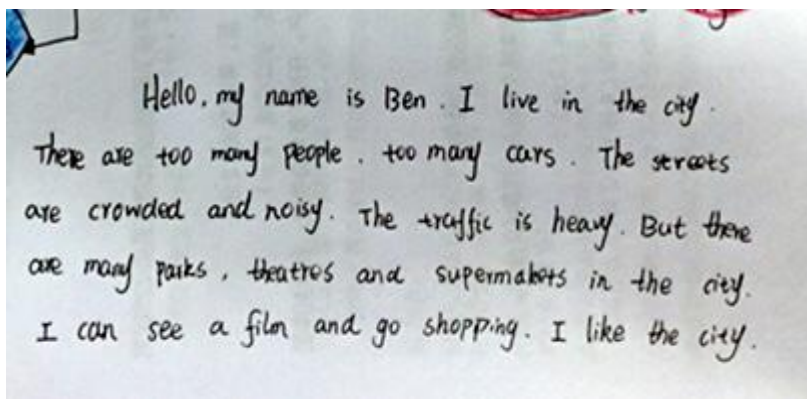 Hello, my name is Ben. I live in the city.
There are too many people, too many cars. The streets
are crowded and noisy. The traffic is heavy. But there
are many parks, theatres and supermakets in the city.
I can see a film and go shopping. I like the city.